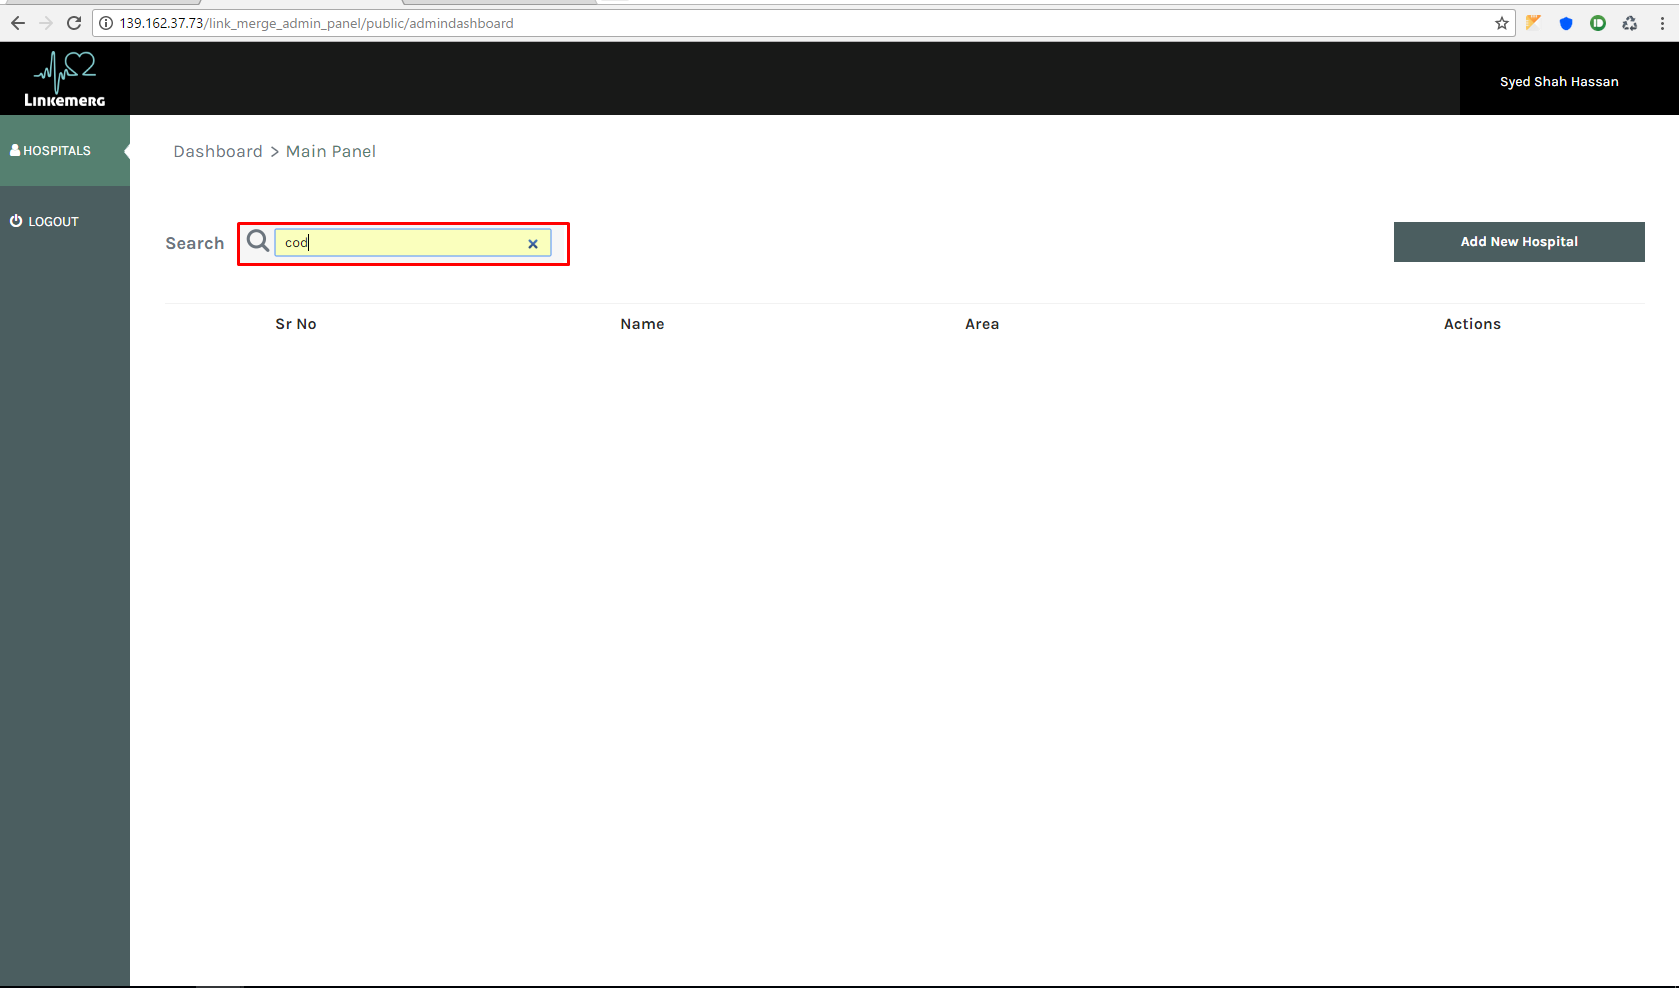 139.162.37.73/link_merge_admin_panel/public/admindashboard
Linkemerg
Syed Shah Hassan
HOSPITALS
Dashboard > Main Panel
LOGOUT
Search
cod
Add New Hospital
Sr No Name Area Actions